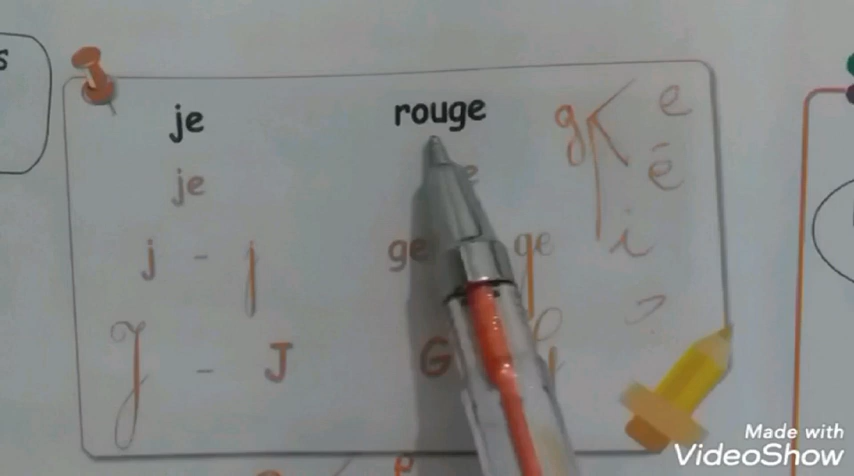 s
je rouge g e
je e é
j - j ge ge i
J - J G
Made with
VideoShow